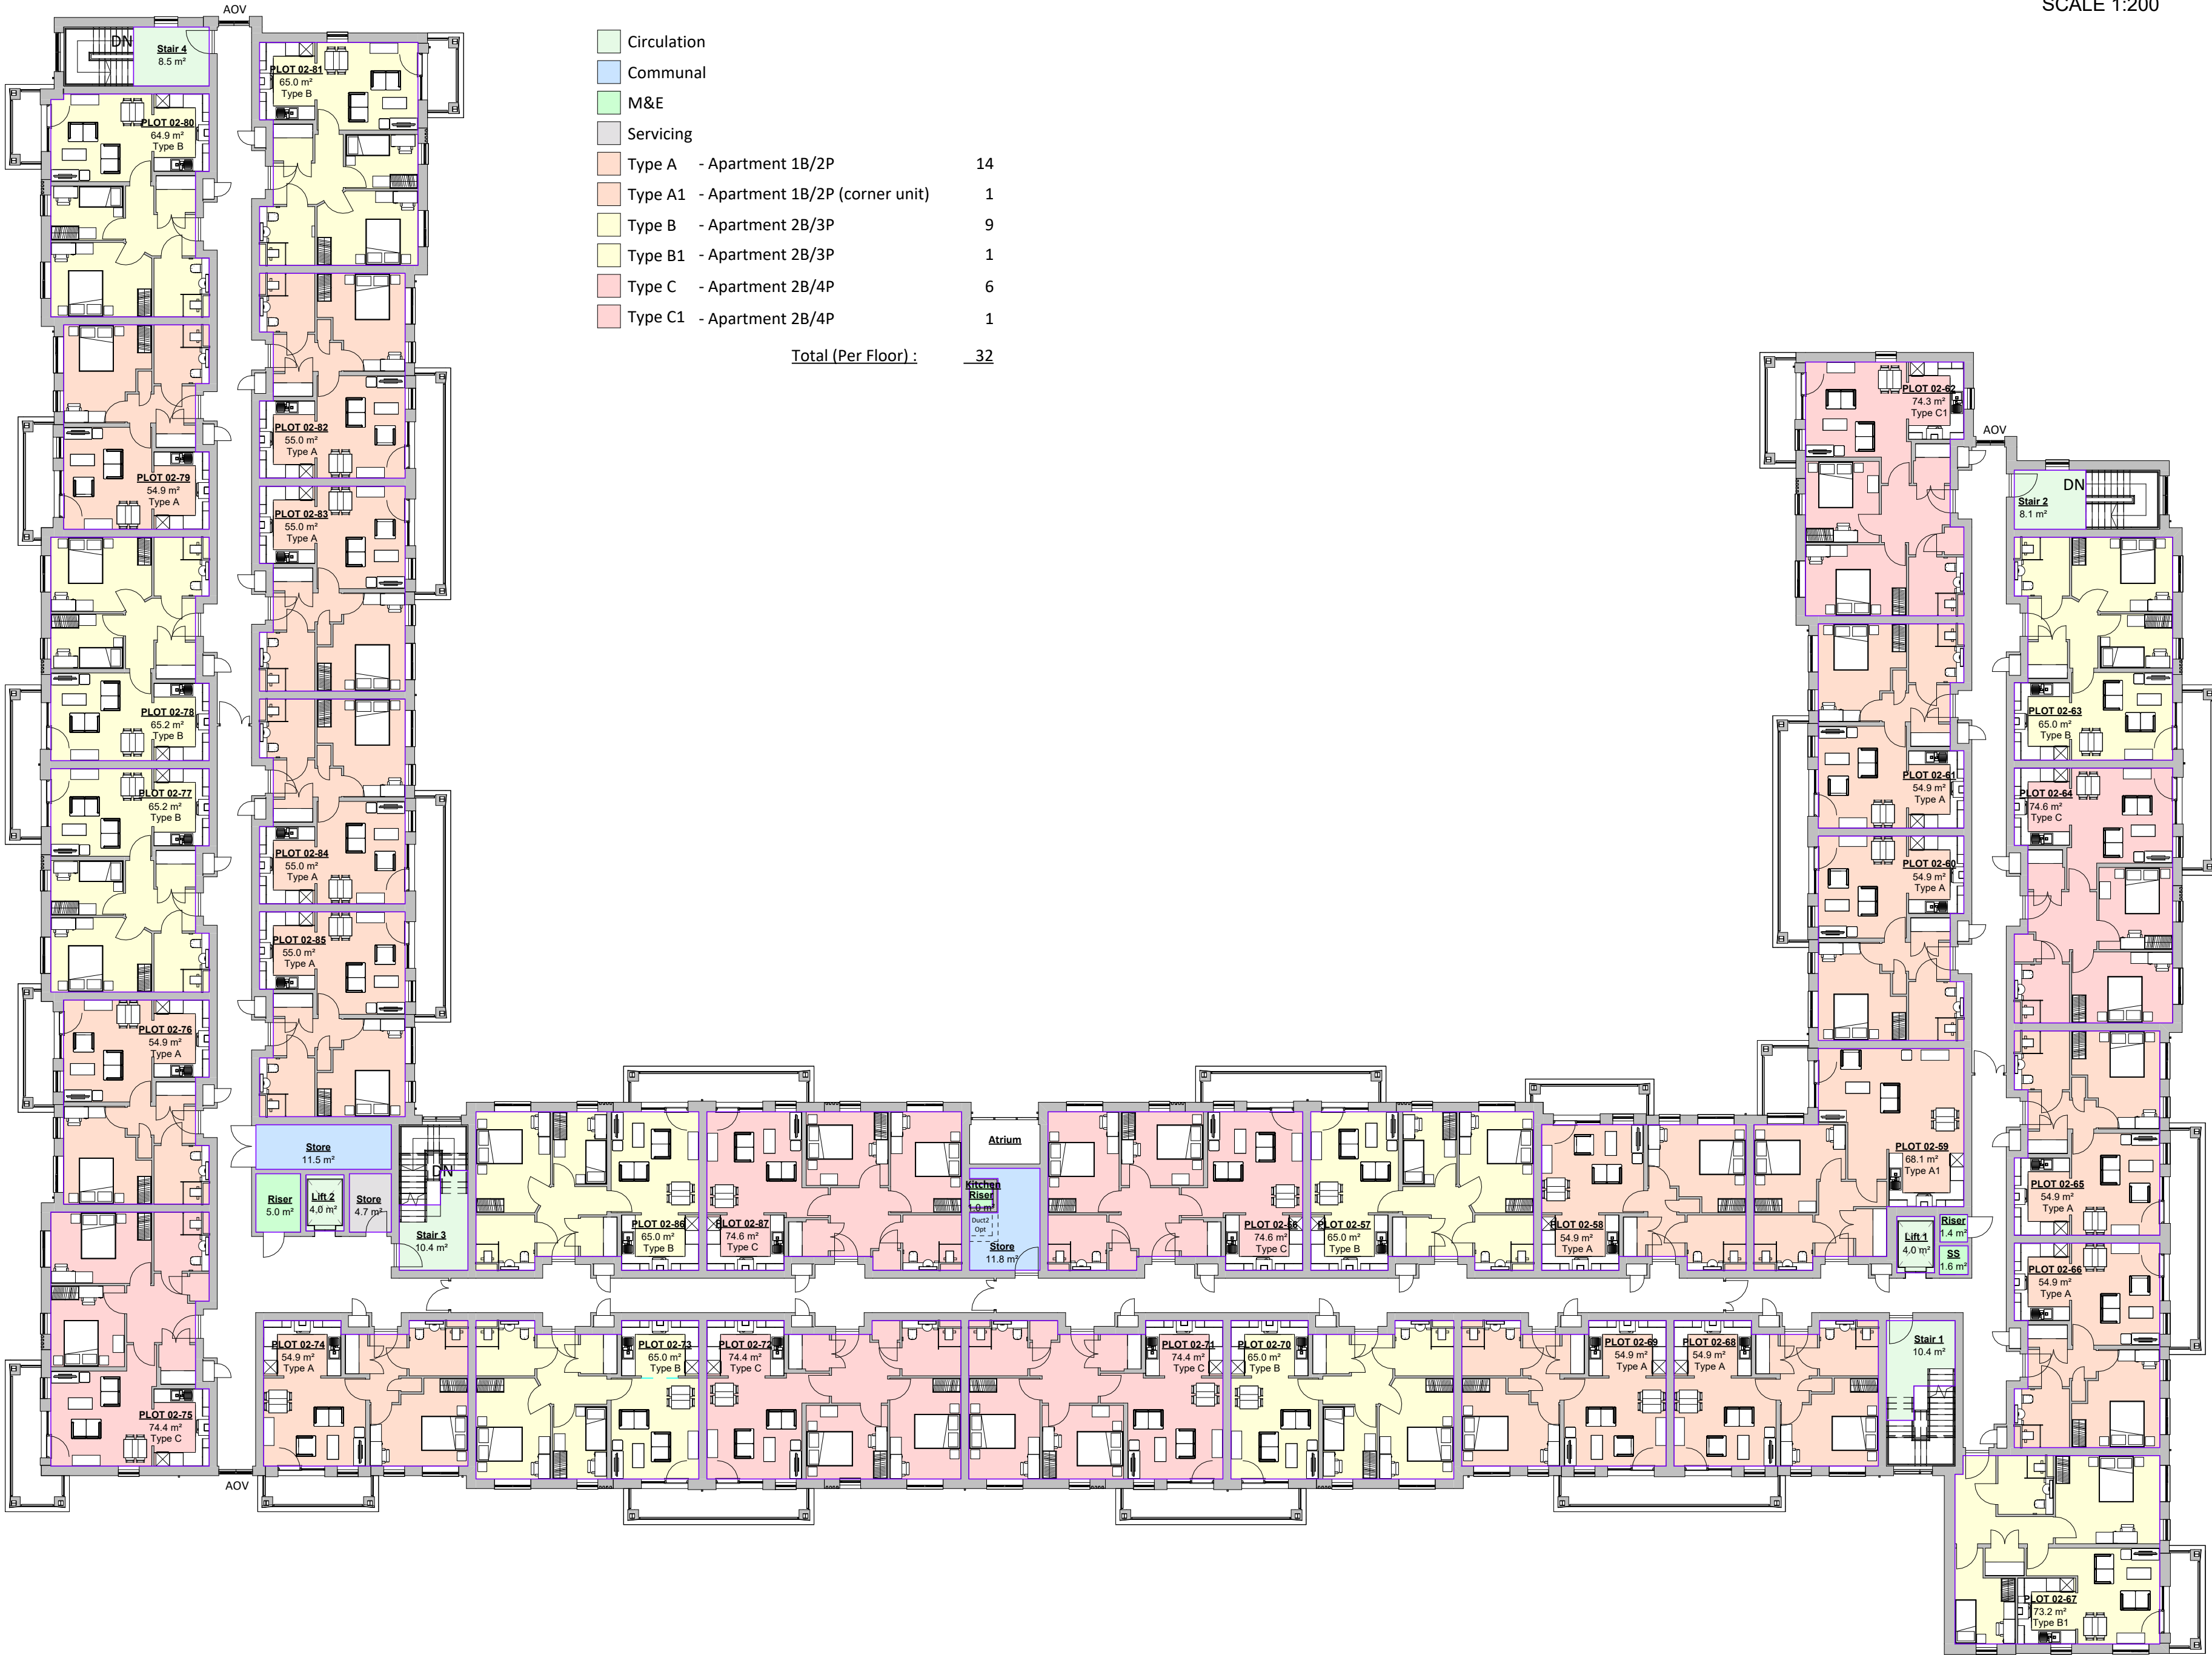 SCALE 1:200
AOV
Circulation
Communal
M&E
Servicing
Type A - Apartment 1B/2P 14
Type A1 - Apartment 1B/2P (corner unit) 1
Type B - Apartment 2B/3P 9
Type B1 - Apartment 2B/3P 1
Type C - Apartment 2B/4P 6
Type C1 - Apartment 2B/4P 1
Total (Per Floor) : 32
DN
Stair 4
8.5 m²
PLOT 02-81
65.0 m²
Type B
PLOT 02-80
64.9 m²
Type B
PLOT 02-82
55.0 m²
Type A
PLOT 02-79
54.9 m²
Type A
PLOT 02-83
55.0 m²
Type A
PLOT 02-78
65.2 m²
Type B
PLOT 02-77
65.2 m²
Type B
PLOT 02-84
55.0 m²
Type A
PLOT 02-85
55.0 m²
Type A
PLOT 02-76
54.9 m²
Type A
PLOT 02-62
74.3 m²
Type C1
AOV
DN
Stair 2
8.1 m²
PLOT 02-63
65.0 m²
Type B
PLOT 02-61
54.9 m²
Type A
PLOT 02-64
74.6 m²
Type C
PLOT 02-60
54.9 m²
Type A
PLOT 02-59
68.1 m²
Type A1
PLOT 02-65
54.9 m²
Type A
PLOT 02-66
54.9 m²
Type A
Store
11.5 m²
Riser
5.0 m²
Lift 2
4.0 m²
Store
4.7 m²
DN
Stair 3
10.4 m²
PLOT 02-86
65.0 m²
Type B
PLOT 02-87
74.6 m²
Type C
Atrium
Kitchen
Riser
1.0 m²
Duct2
Opt
Store
11.8 m²
PLOT 02-56
74.6 m²
Type C
PLOT 02-57
65.0 m²
Type B
PLOT 02-58
54.9 m²
Type A
Lift 1
4.0 m²
Riser
1.4 m²
SS
1.6 m²
PLOT 02-75
74.4 m²
Type C
AOV
PLOT 02-74
54.9 m²
Type A
PLOT 02-73
65.0 m²
Type B
PLOT 02-72
74.4 m²
Type C
PLOT 02-71
74.4 m²
Type C
PLOT 02-70
65.0 m²
Type B
PLOT 02-69
54.9 m²
Type A
PLOT 02-68
54.9 m²
Type A
Stair 1
10.4 m²
PLOT 02-67
73.2 m²
Type B1